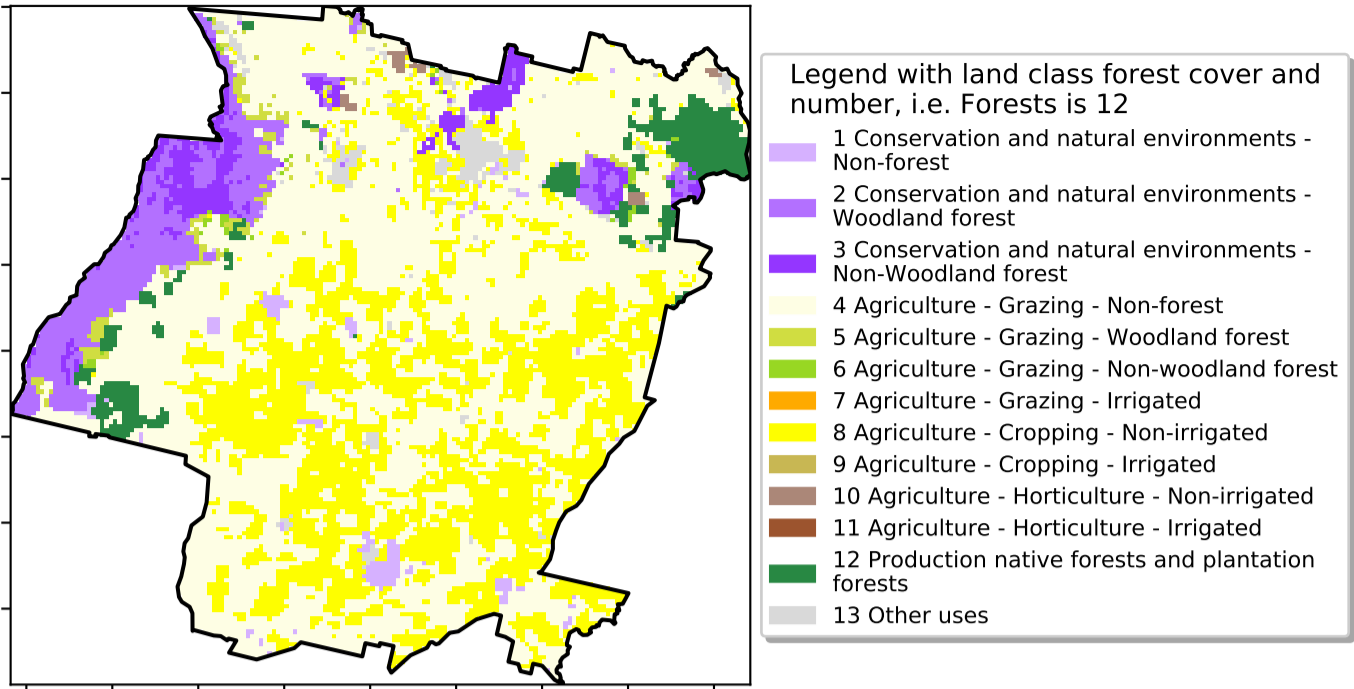 Legend with land class forest cover and
number, i.e. Forests is 12
1 Conservation and natural environments -
Non-forest
2 Conservation and natural environments -
Woodland forest
3 Conservation and natural environments -
Non-Woodland forest
4 Agriculture - Grazing - Non-forest
5 Agriculture - Grazing - Woodland forest
6 Agriculture - Grazing - Non-woodland forest
7 Agriculture - Grazing - Irrigated
8 Agriculture - Cropping - Non-irrigated
9 Agriculture - Cropping - Irrigated
10 Agriculture - Horticulture - Non-irrigated
11 Agriculture - Horticulture - Irrigated
12 Production native forests and plantation
forests
13 Other uses